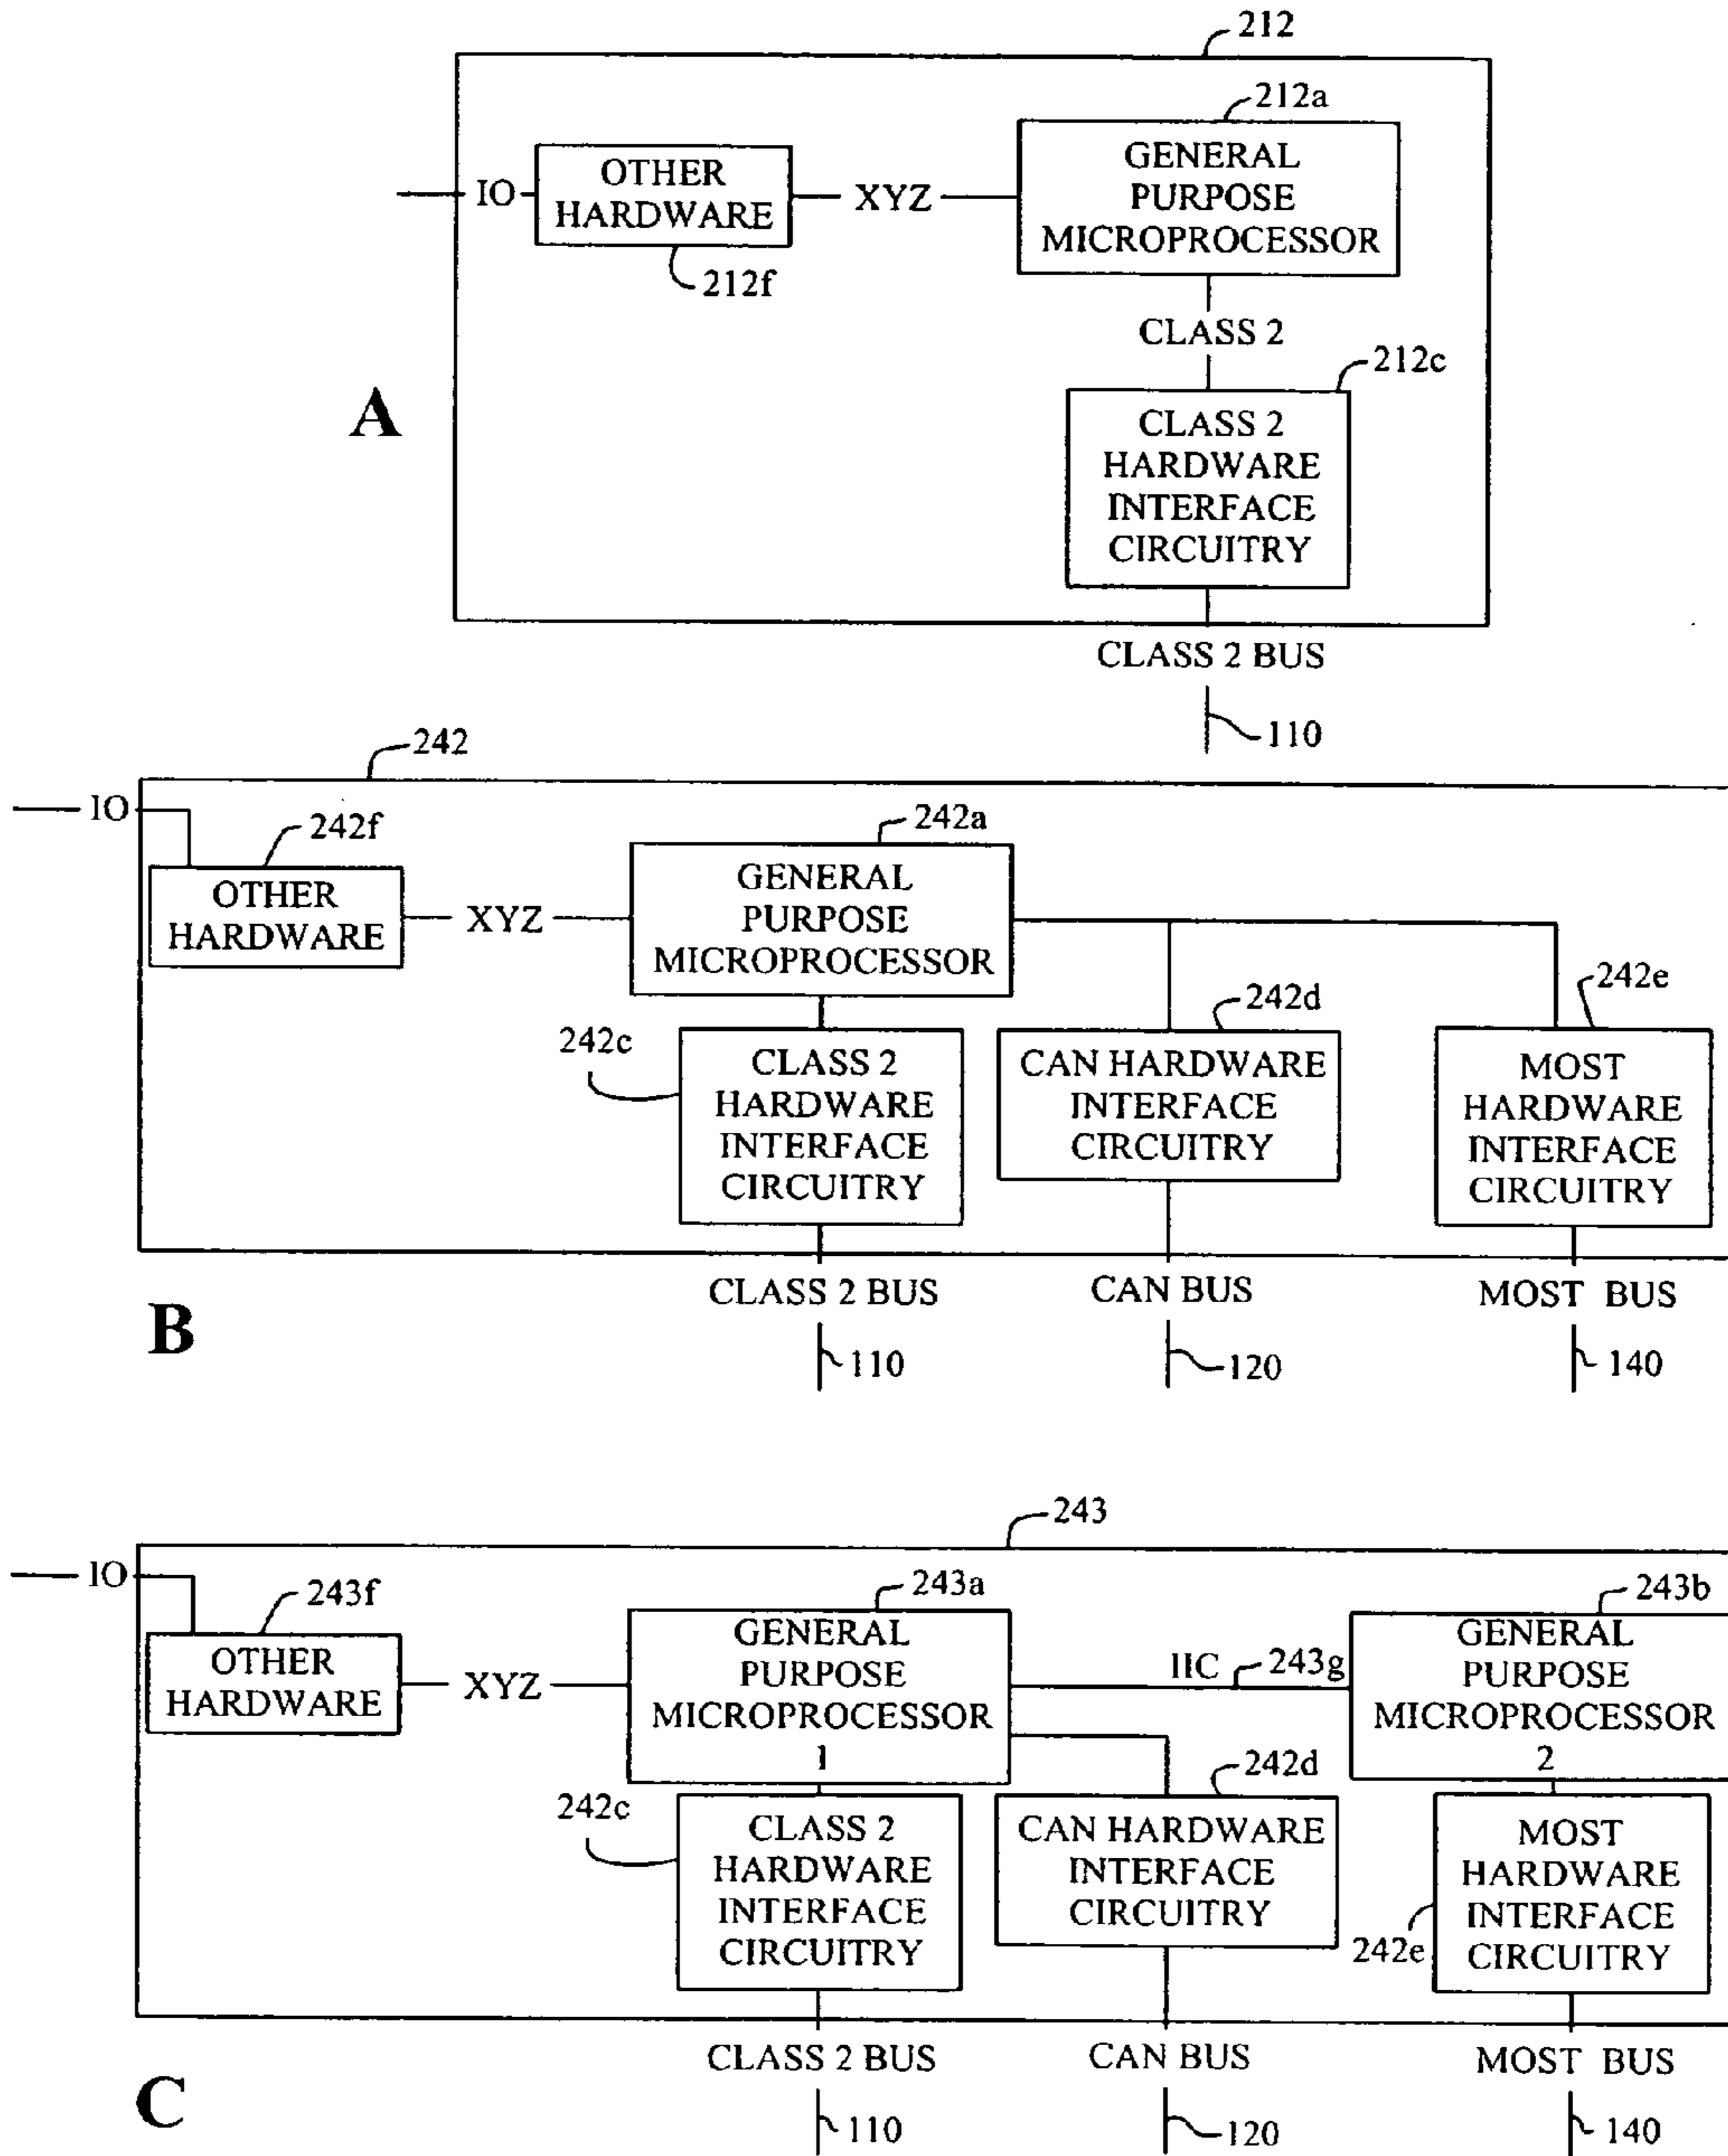 212
212a
GENERAL
PURPOSE
MICROPROCESSOR
OTHER
HARDWARE
IO
XYZ
212f
CLASS 2
212c
CLASS 2
HARDWARE
INTERFACE
CIRCUITRY
A
CLASS 2 BUS
110
242
IO
242f
OTHER
HARDWARE
XYZ
242a
GENERAL
PURPOSE
MICROPROCESSOR
242c
CLASS 2
HARDWARE
INTERFACE
CIRCUITRY
242d
CAN HARDWARE
INTERFACE
CIRCUITRY
242e
MOST
HARDWARE
INTERFACE
CIRCUITRY
CLASS 2 BUS
CAN BUS
MOST BUS
B
110
120
140
243
IO
243f
OTHER
HARDWARE
XYZ
243a
GENERAL
PURPOSE
MICROPROCESSOR
1
IIC
243g
243b
GENERAL
PURPOSE
MICROPROCESSOR
2
242c
CLASS 2
HARDWARE
INTERFACE
CIRCUITRY
242d
CAN HARDWARE
INTERFACE
CIRCUITRY
242e
MOST
HARDWARE
INTERFACE
CIRCUITRY
CLASS 2 BUS
CAN BUS
MOST BUS
C
110
120
140